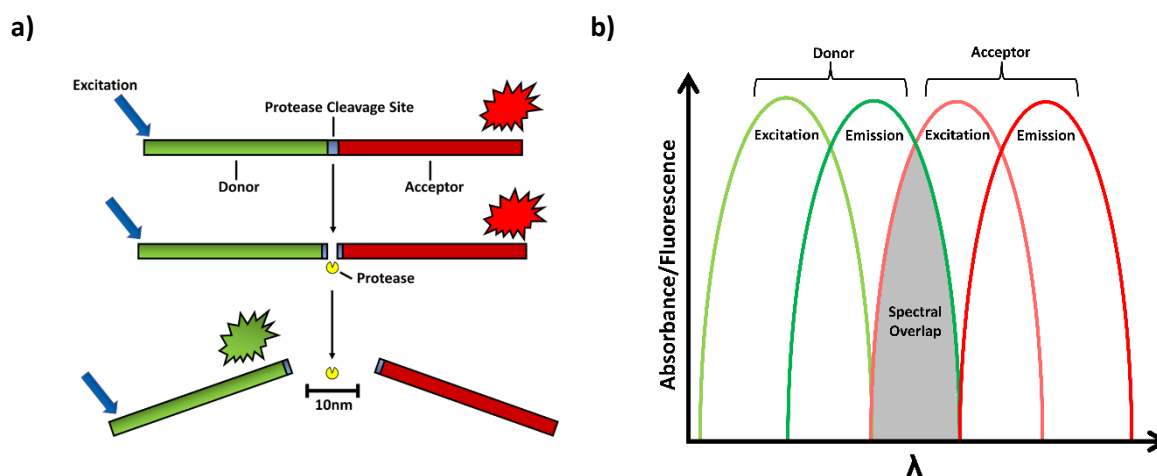 a)
Excitation
Protease Cleavage Site
Donor
Acceptor
Protease
10nm
b)
Donor
Acceptor
Excitation
Emission
Excitation
Emission
Spectral
Overlap
Absorbance/Fluorescence
λ